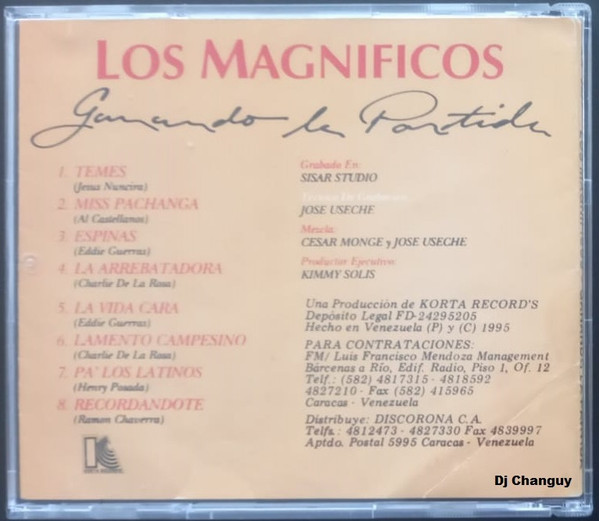 LOS MAGNIFICOS
Ganando la Partida
1. TEMES
(Jesus Nuncira)
2. MISS PACHANGA
(Al Castellanos)
3. ESPINAS
(Eddie Guerras)
4. LA ARREBATADORA
(Charlie De La Rosa)
5. LA VIDA CARA
(Eddie Guerras)
6. LAMENTO CAMPESINO
(Charlie De La Rosa)
7. PA' LOS LATINOS
(Henry Posada)
8. RECORDANDOTE
(Ramon Chaverra)
Grabado En:
SISAR STUDIO
JOSE USECHE
Mezcla:
CESAR MONGE y JOSE USECHE
Productor Ejecutivo:
KIMMY SOLIS
Una Producción de KORTA RECORD'S
Depósito Legal FD-24295205
Hecho en Venezuela (P) y (C) 1995
PARA CONTRATACIONES:
FM/ Luis Francisco Mendoza Management
Bárcenas a Río, Edif. Radio, Piso 1, Of. 12
Telf.: (582) 4817315 - 4818592
4827210 - Fax (582) 415965
Caracas - Venezuela
Distribuye: DISCORONA C.A.
Telfs.: 4812473 - 4827330 Fax 4839997
Aptdo. Postal 5995 Caracas - Venezuela
Dj Changuy